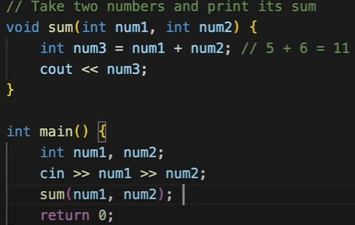 // Take two numbers and print its sum
void sum(int num1, int num2) {
    int num3 = num1 + num2; // 5 + 6 = 11
    cout << num3;
}

int main() {
    int num1, num2;
    cin >> num1 >> num2;
    sum(num1, num2);
    return 0;